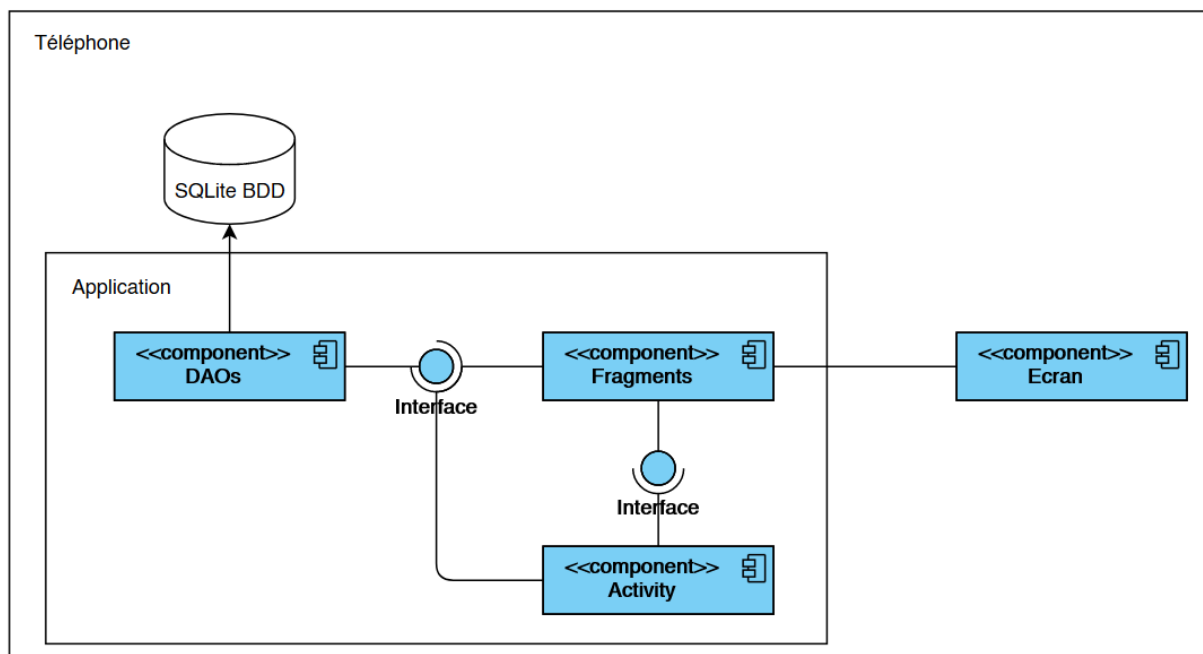 Téléphone
SQLite BDD
Application
<<component>>
DAOs
Interface
<<component>>
Fragments
<<component>>
Ecran
Interface
<<component>>
Activity